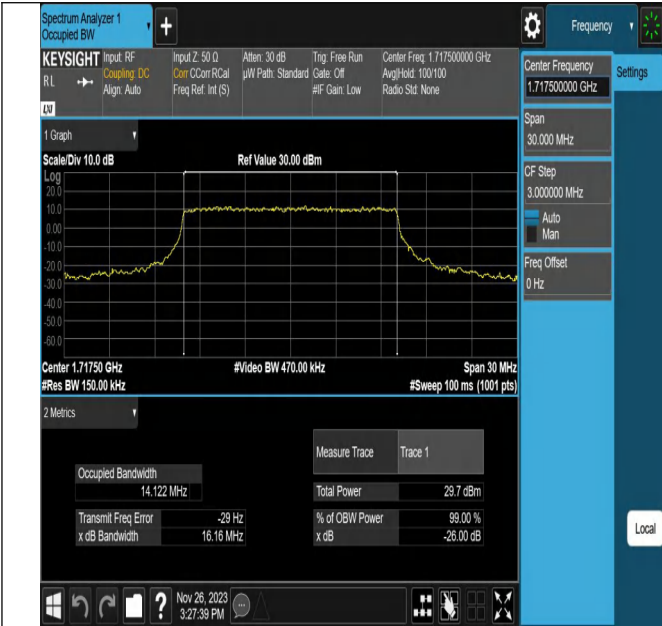 Spectrum Analyzer 1
Occupied BW
+
Frequency
KEYSIGHT
RL
LXI
Input: RF
Coupling: DC
Align: Auto
Input Z: 50 Ω
Corr CCorr RCal
Freq Ref: Int (S)
Atten: 30 dB
µW Path: Standard
Trig: Free Run
Gate: Off
#IF Gain: Low
Center Freq: 1.717500000 GHz
Avg|Hold: 100/100
Radio Std: None
Center Frequency
1.717500000 GHz
Settings
Span
30.000 MHz
CF Step
3.000000 MHz
Auto
Man
Freq Offset
0 Hz
Local
1 Graph
Scale/Div 10.0 dB
Ref Value 30.00 dBm
Log
20.0
10.0
0.00
-10.0
-20.0
-30.0
-40.0
-50.0
-60.0
Center 1.71750 GHz
#Video BW 470.00 kHz
Span 30 MHz
#Res BW 150.00 kHz
#Sweep 100 ms (1001 pts)
2 Metrics
Measure Trace Trace 1
Occupied Bandwidth
14.122 MHz
Total Power 29.7 dBm
Transmit Freq Error -29 Hz
% of OBW Power 99.00 %
x dB Bandwidth 16.16 MHz
x dB -26.00 dB
?
Nov 26, 2023
3:27:39 PM